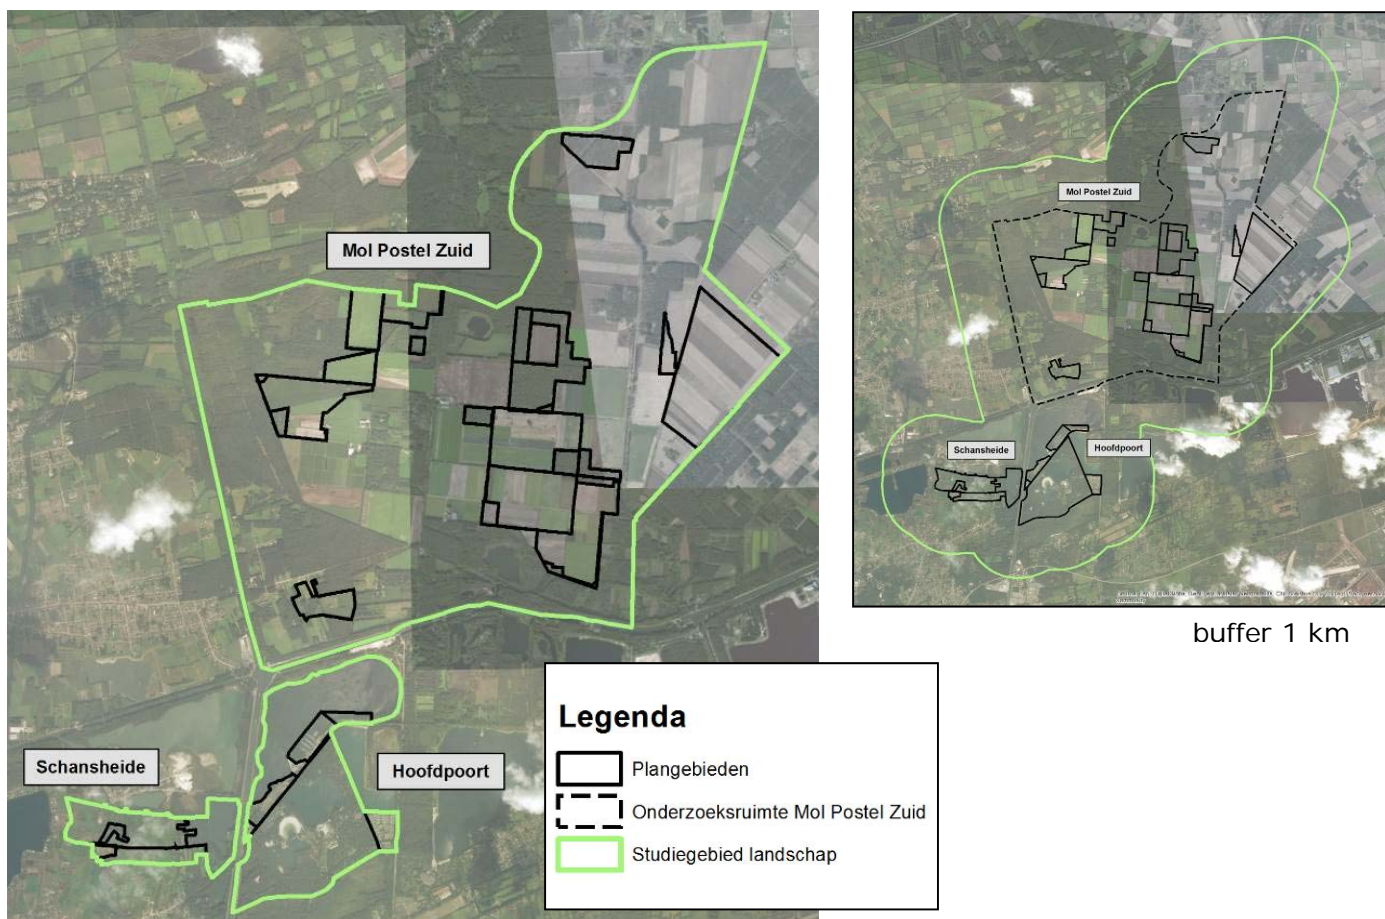 Mol Postel Zuid
Schansheide
Hoofdpoort
Mol Postel Zuid
Schansheide
Hoofdpoort
buffer 1 km
Legenda
Plangebieden
Onderzoeksruimte Mol Postel Zuid
Studiegebied landschap